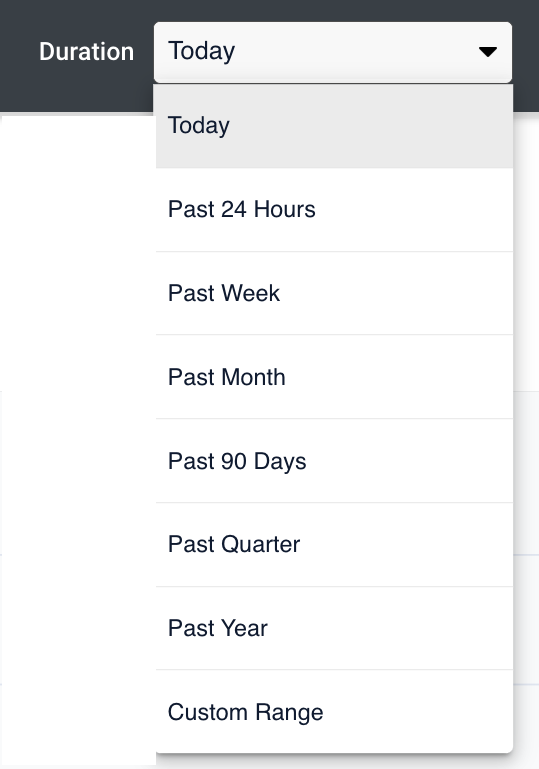 Duration Today
Today
Past 24 Hours
Past Week
Past Month
Past 90 Days
Past Quarter
Past Year
Custom Range